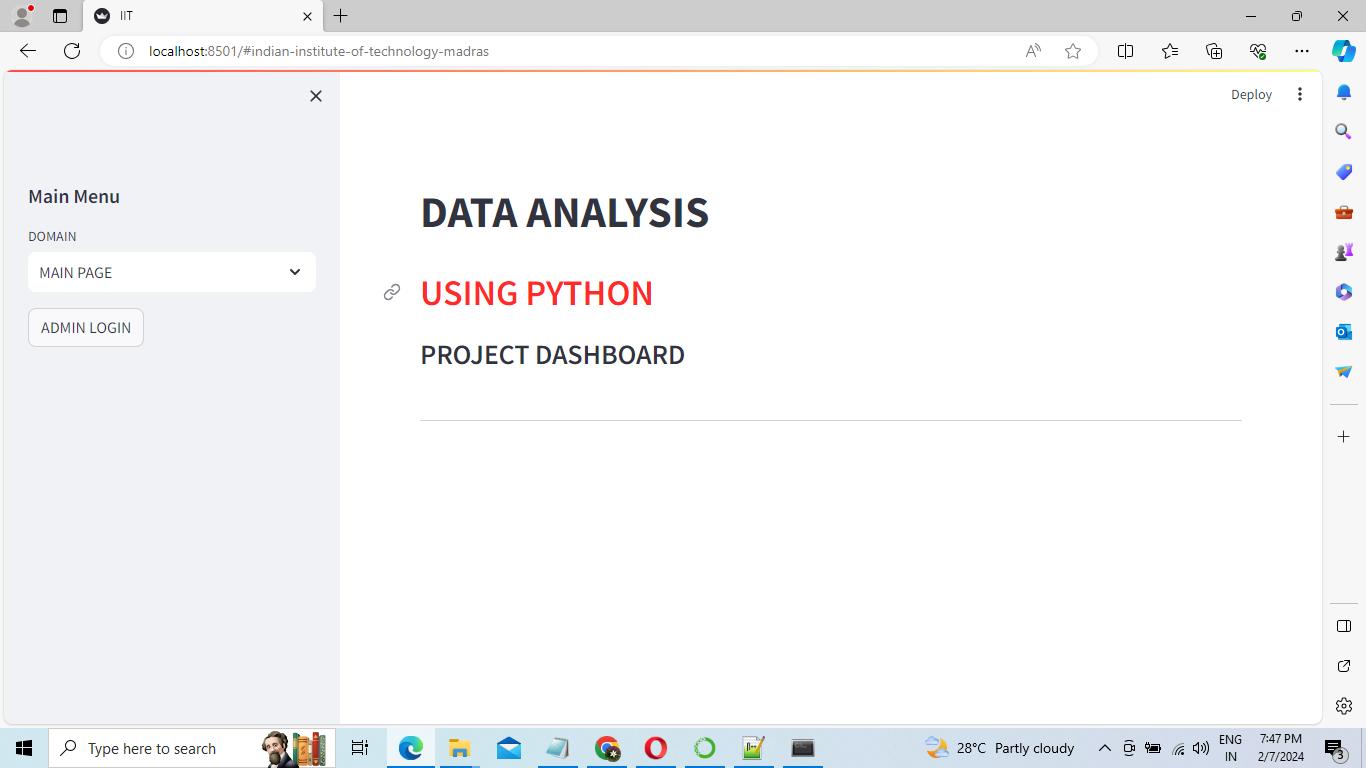 IIT
localhost:8501/#indian-institute-of-technology-madras
Deploy
Main Menu
DOMAIN
MAIN PAGE
ADMIN LOGIN
DATA ANALYSIS
USING PYTHON
PROJECT DASHBOARD
Type here to search
28°C Partly cloudy
ENG
IN
7:47 PM
2/7/2024
3